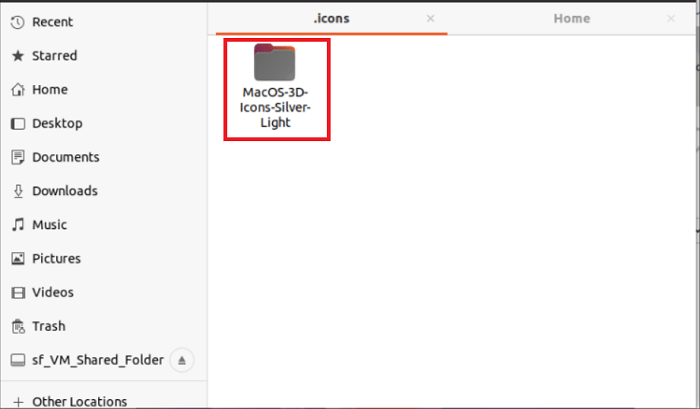 Recent
Starred
Home
Desktop
Documents
Downloads
Music
Pictures
Videos
Trash
sf_VM_Shared_Folder
Other Locations
.icons
Home
MacOS-3D-
Icons-Silver-
Light